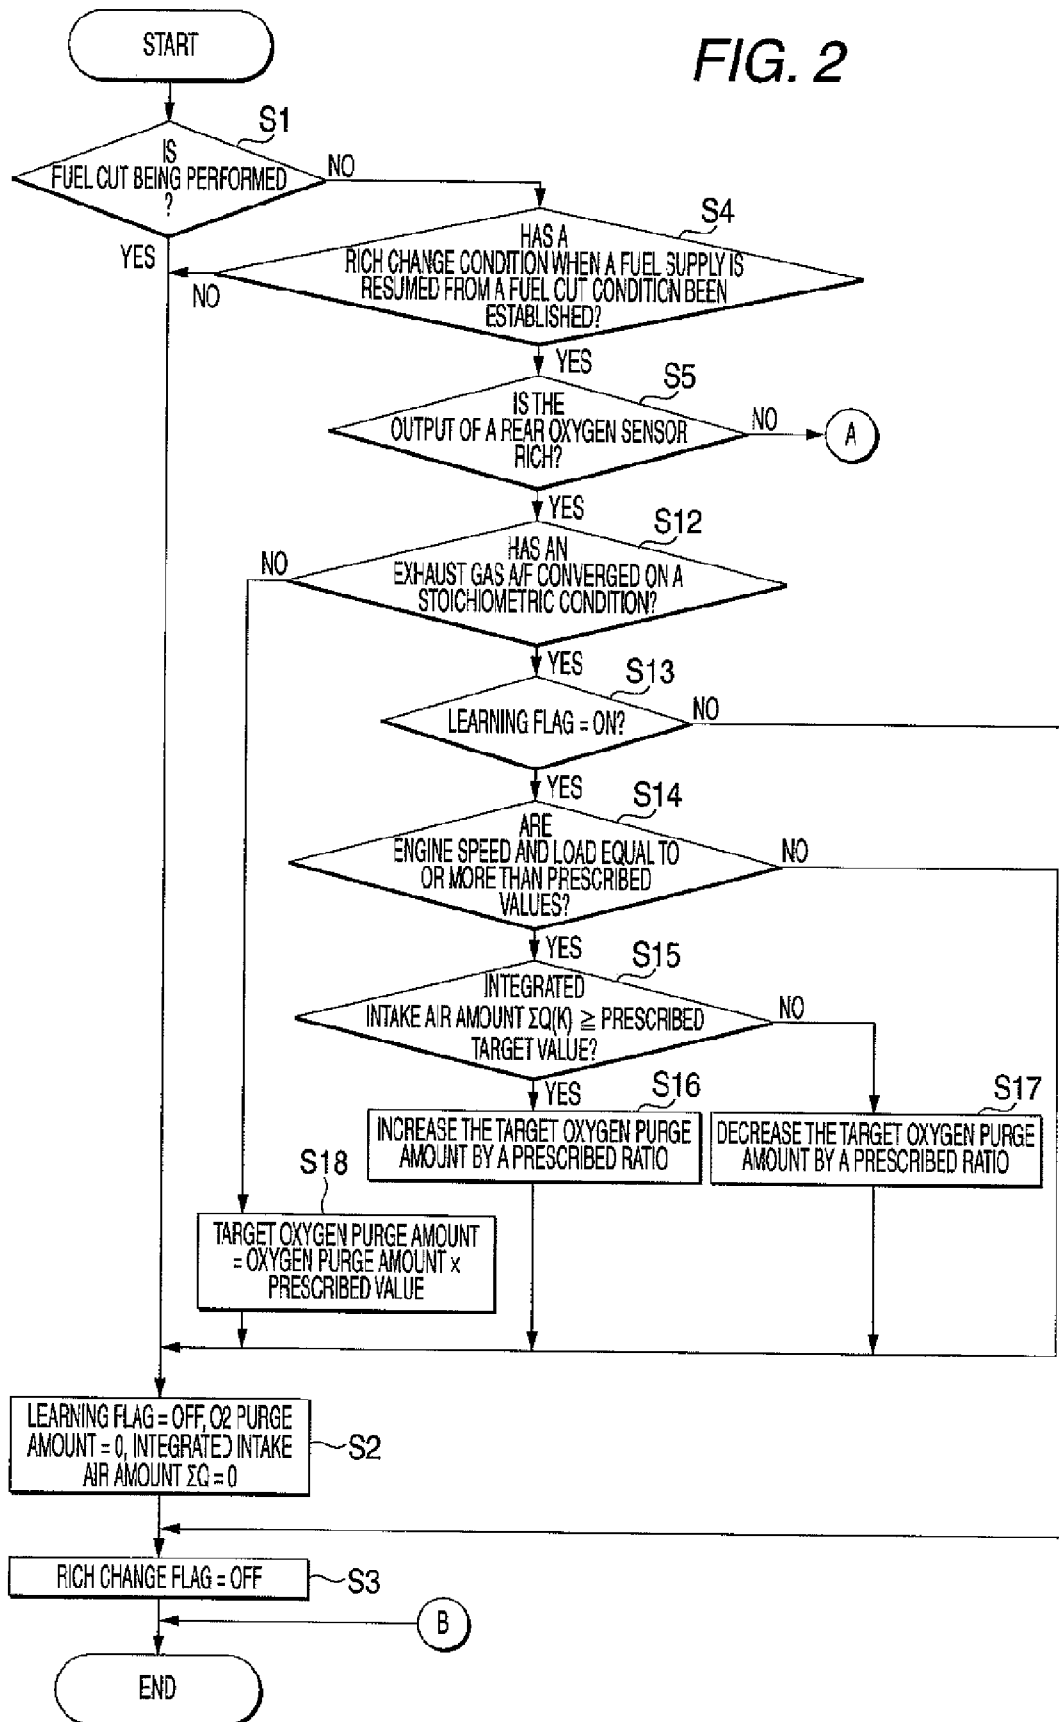 START
FIG. 2
S1
IS
FUEL CUT BEING PERFORMED
?
NO
YES
S4
HAS A
RICH CHANGE CONDITION WHEN A FUEL SUPPLY IS
RESUMED FROM A FUEL CUT CONDITION BEEN
ESTABLISHED?
NO
YES
S5
IS THE
OUTPUT OF A REAR OXYGEN SENSOR
RICH?
NO
A
YES
S12
HAS AN
EXHAUST GAS A/F CONVERGED ON A
STOICHIOMETRIC CONDITION?
NO
YES
S13
LEARNING FLAG = ON?
NO
YES
S14
ARE
ENGINE SPEED AND LOAD EQUAL TO
OR MORE THAN PRESCRIBED
VALUES?
NO
YES
S15
INTEGRATED
INTAKE AIR AMOUNT ΣQ(K) ≧ PRESCRIBED
TARGET VALUE?
NO
YES
S16
INCREASE THE TARGET OXYGEN PURGE
AMOUNT BY A PRESCRIBED RATIO
S17
DECREASE THE TARGET OXYGEN PURGE
AMOUNT BY A PRESCRIBED RATIO
S18
TARGET OXYGEN PURGE AMOUNT
= OXYGEN PURGE AMOUNT ×
PRESCRIBED VALUE
LEARNING FLAG = OFF, O2 PURGE
AMOUNT = 0, INTEGRATED INTAKE
AIR AMOUNT ΣQ = 0
S2
RICH CHANGE FLAG = OFF
S3
B
END